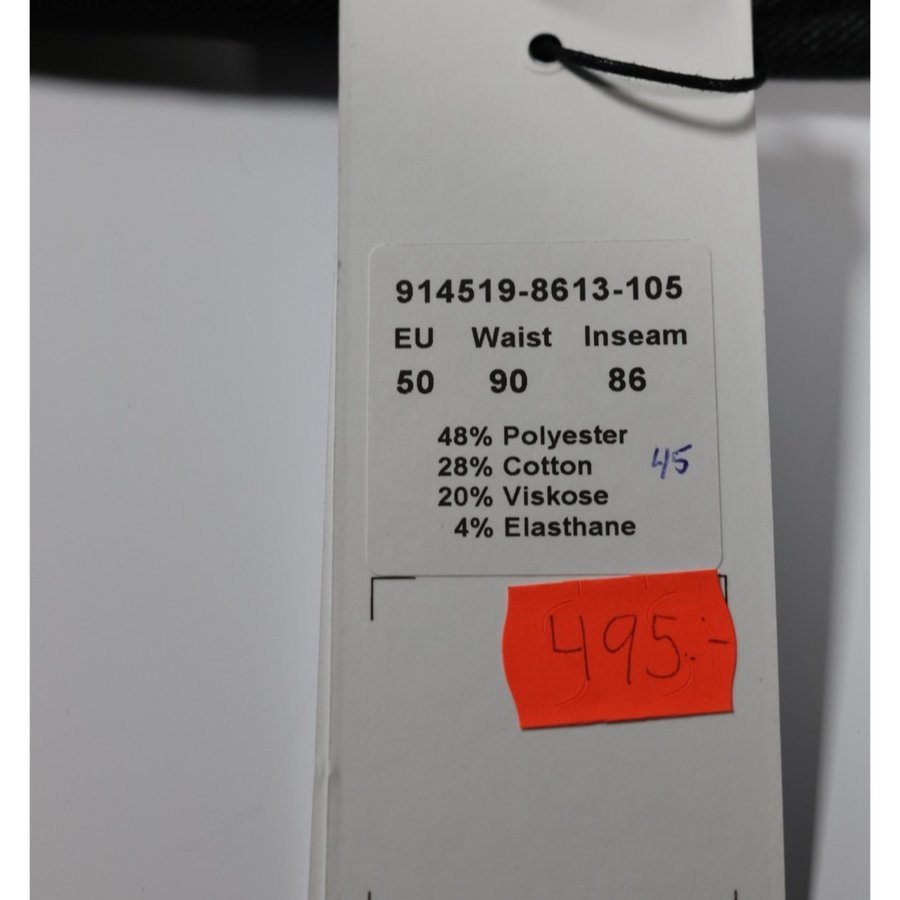 914519-8613-105
EU Waist Inseam
50 90 86
48% Polyester
28% Cotton
45
20% Viskose
4% Elasthane
495:-